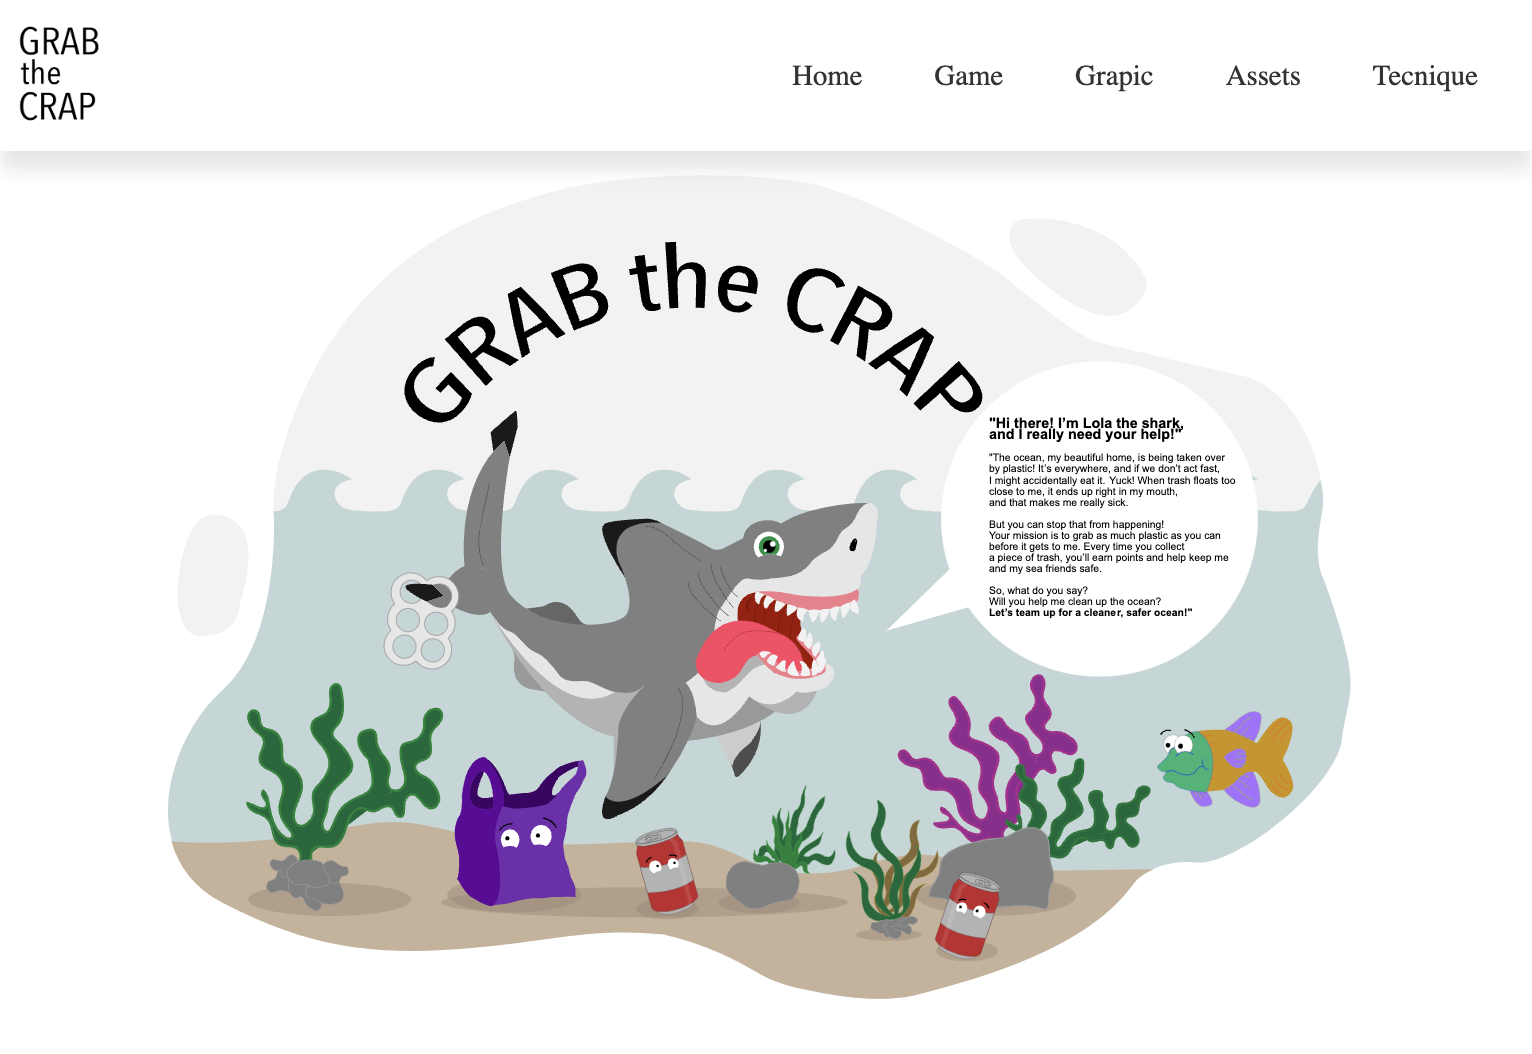 GRAB
the
CRAP
Home Game Grapic Assets Tecnique
GRAB the CRAP
"Hi there! I'm Lola the shark,
and I really need your help!"
"The ocean, my beautiful home, is being taken over
by plastic! It's everywhere, and if we don't act fast,
I might accidentally eat it. Yuck! When trash floats too
close to me, it ends up right in my mouth,
and that makes me really sick.
But you can stop that from happening!
Your mission is to grab as much plastic as you can
before it gets to me. Every time you collect
a piece of trash, you'll earn points and help keep me
and my sea friends safe.
So, what do you say?
Will you help me clean up the ocean?
Let's team up for a cleaner, safer ocean!"